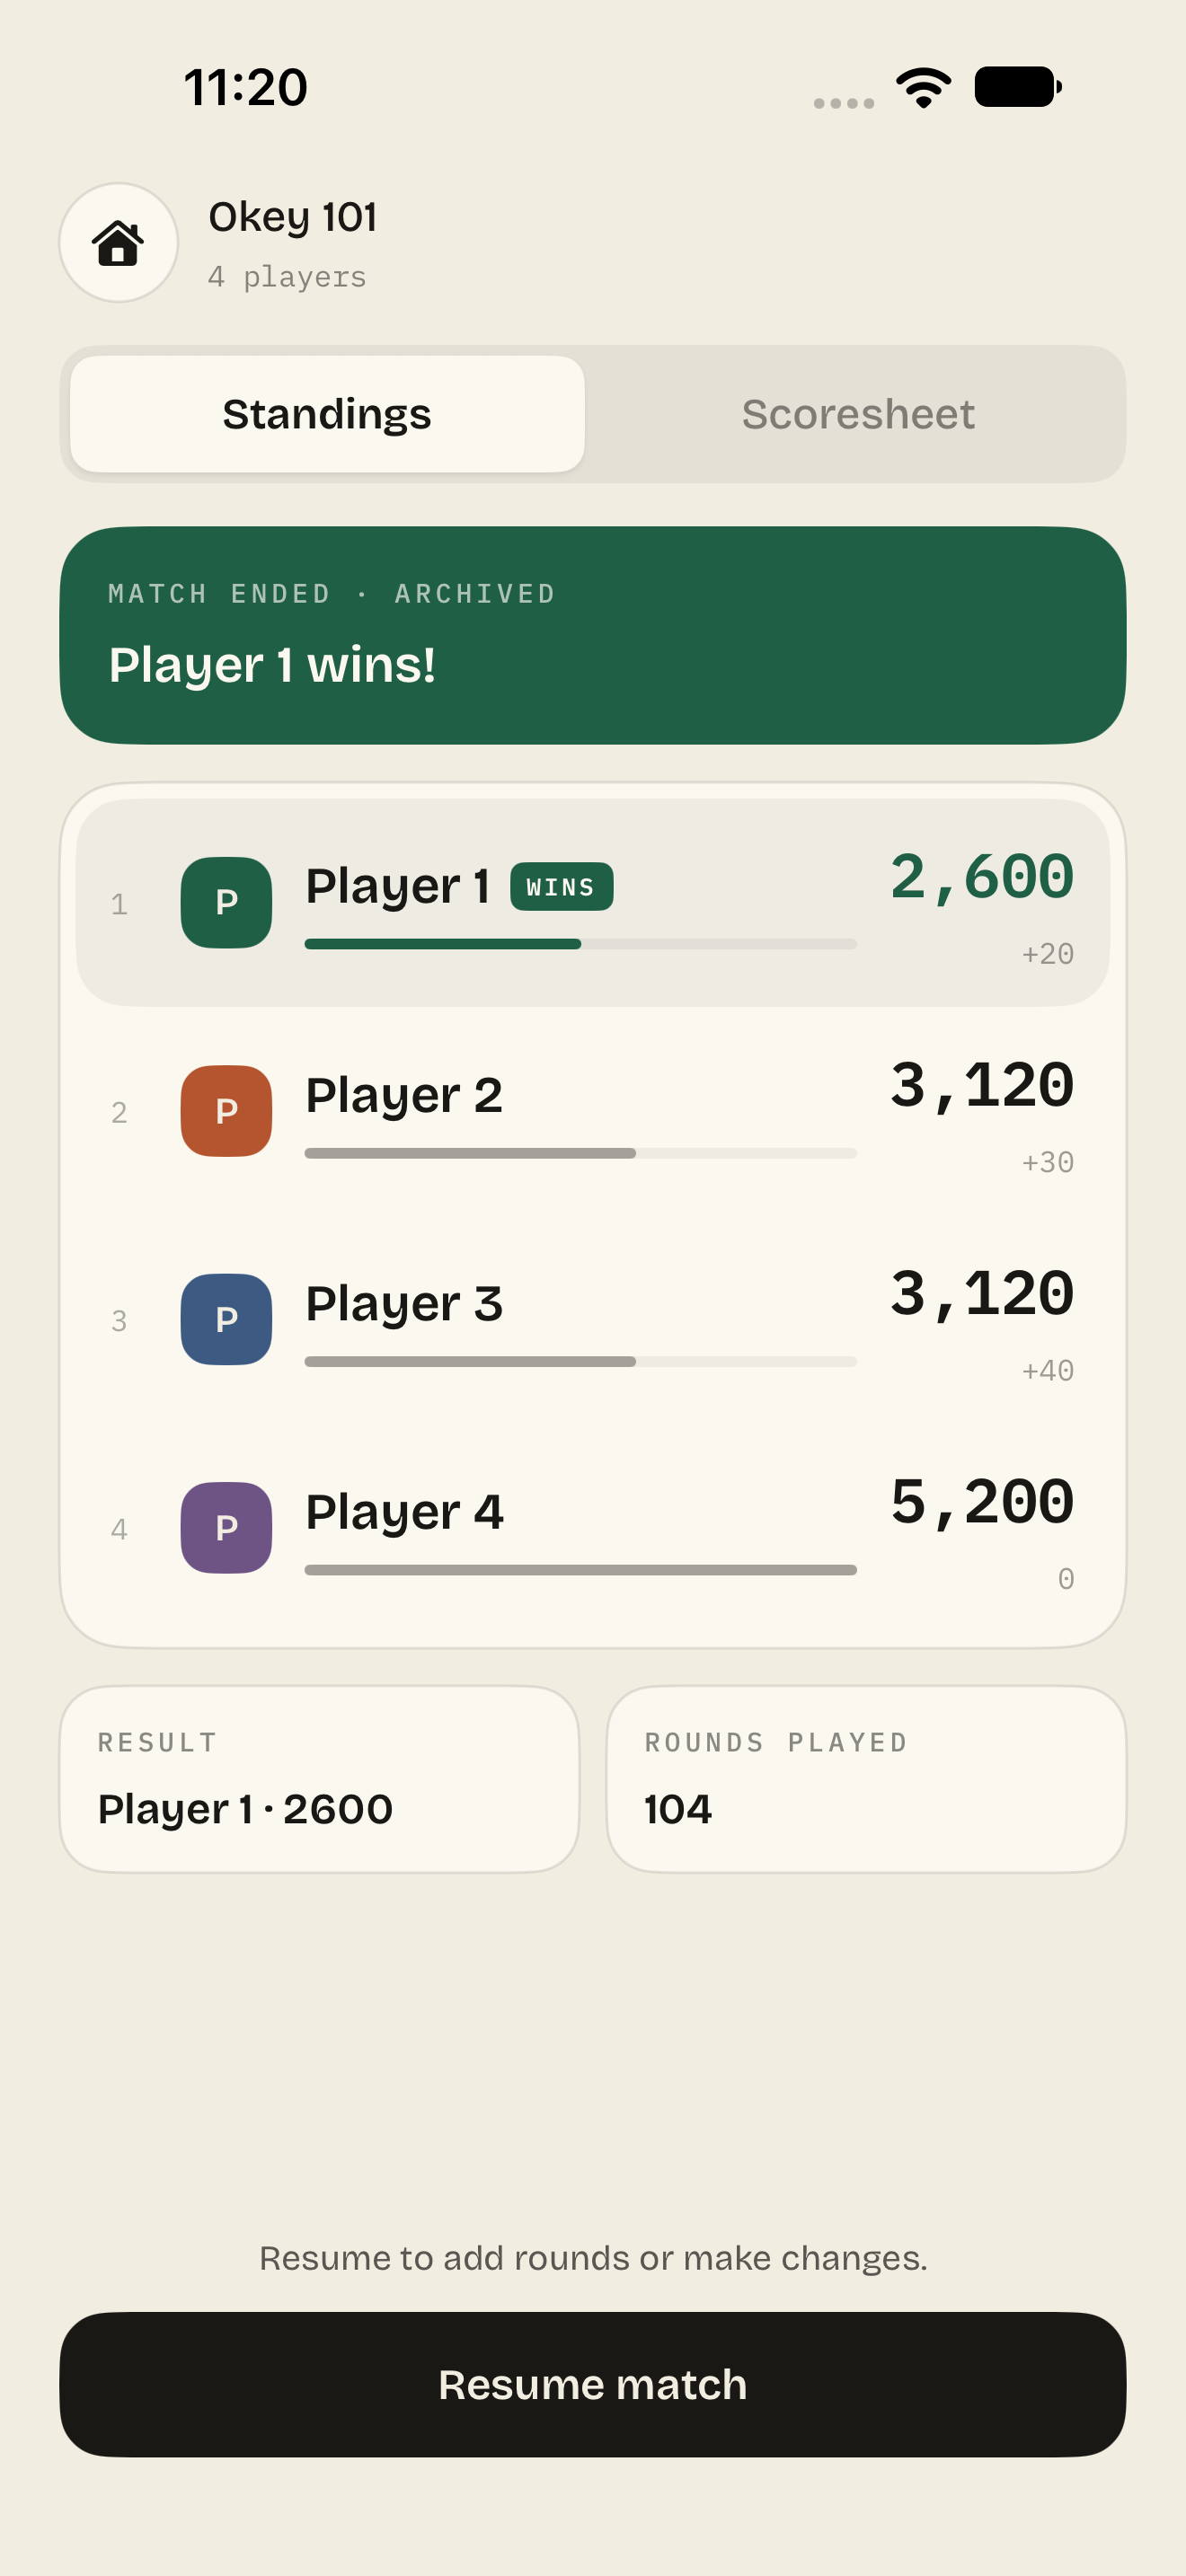 11:20
Okey 101
4 players
Standings
Scoresheet
MATCH ENDED · ARCHIVED
Player 1 wins!
1
P
Player 1
WINS
2,600
+20
2
P
Player 2
3,120
+30
3
P
Player 3
3,120
+40
4
P
Player 4
5,200
0
RESULT
Player 1 · 2600
ROUNDS PLAYED
104
Resume to add rounds or make changes.
Resume match